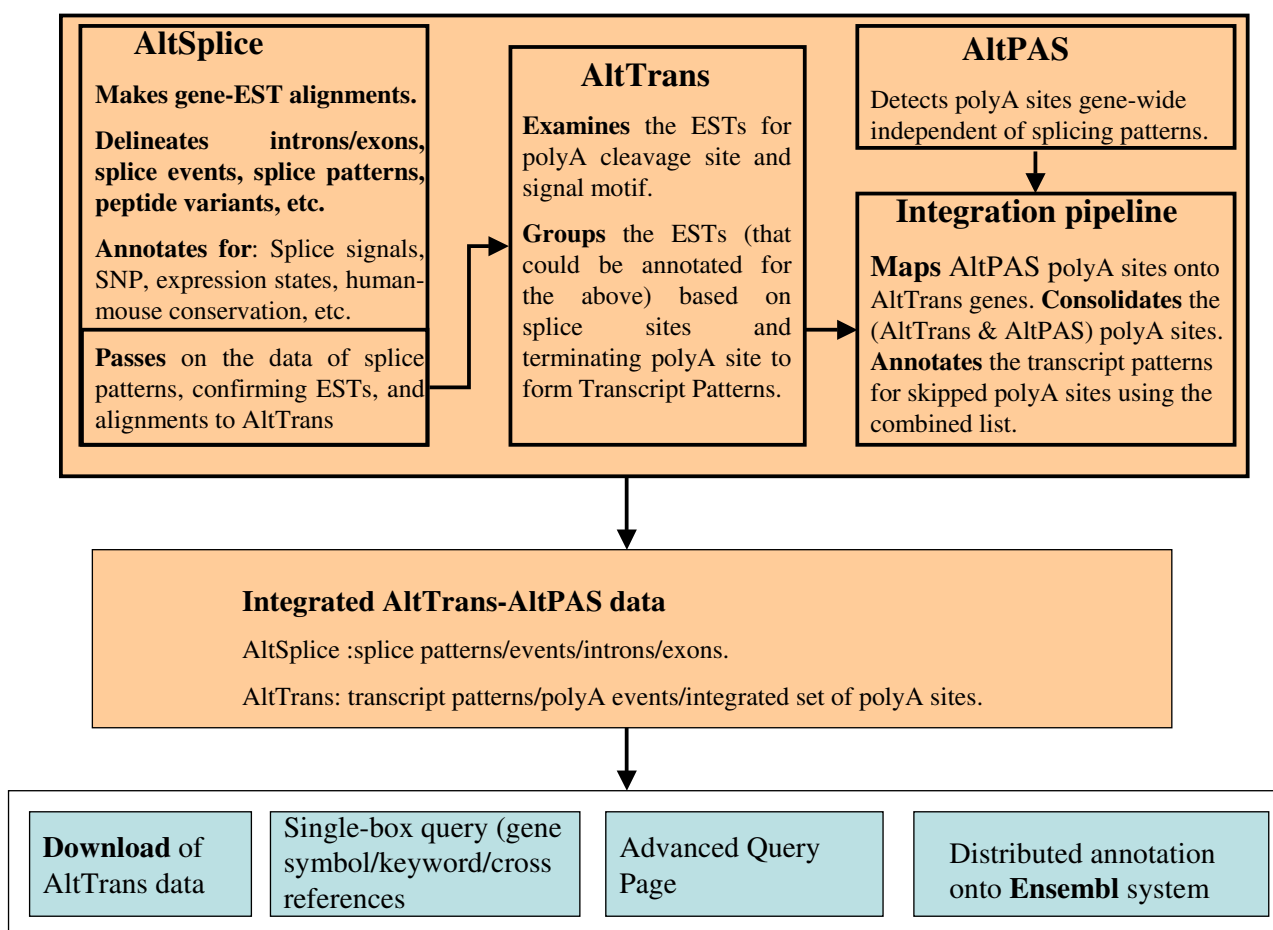 AltSplice
Makes gene-EST alignments.
Delineates introns/exons,
splice events, splice patterns,
peptide variants, etc.
Annotates for: Splice signals,
SNP, expression states, human-
mouse conservation, etc.
Passes on the data of splice
patterns, confirming ESTs, and
alignments to AltTrans
AltTrans
Examines the ESTs for
polyA cleavage site and
signal motif.
Groups the ESTs (that
could be annotated for
the above) based on
splice sites and
terminating polyA site to
form Transcript Patterns.
AltPAS
Detects polyA sites gene-wide
independent of splicing patterns.
Integration pipeline
Maps AltPAS polyA sites onto
AltTrans genes. Consolidates the
(AltTrans & AltPAS) polyA sites.
Annotates the transcript patterns
for skipped polyA sites using the
combined list.
Integrated AltTrans-AltPAS data
AltSplice :splice patterns/events/introns/exons.
AltTrans: transcript patterns/polyA events/integrated set of polyA sites.
Download of
AltTrans data
Single-box query (gene
symbol/keyword/cross
references
Advanced Query
Page
Distributed annotation
onto Ensembl system